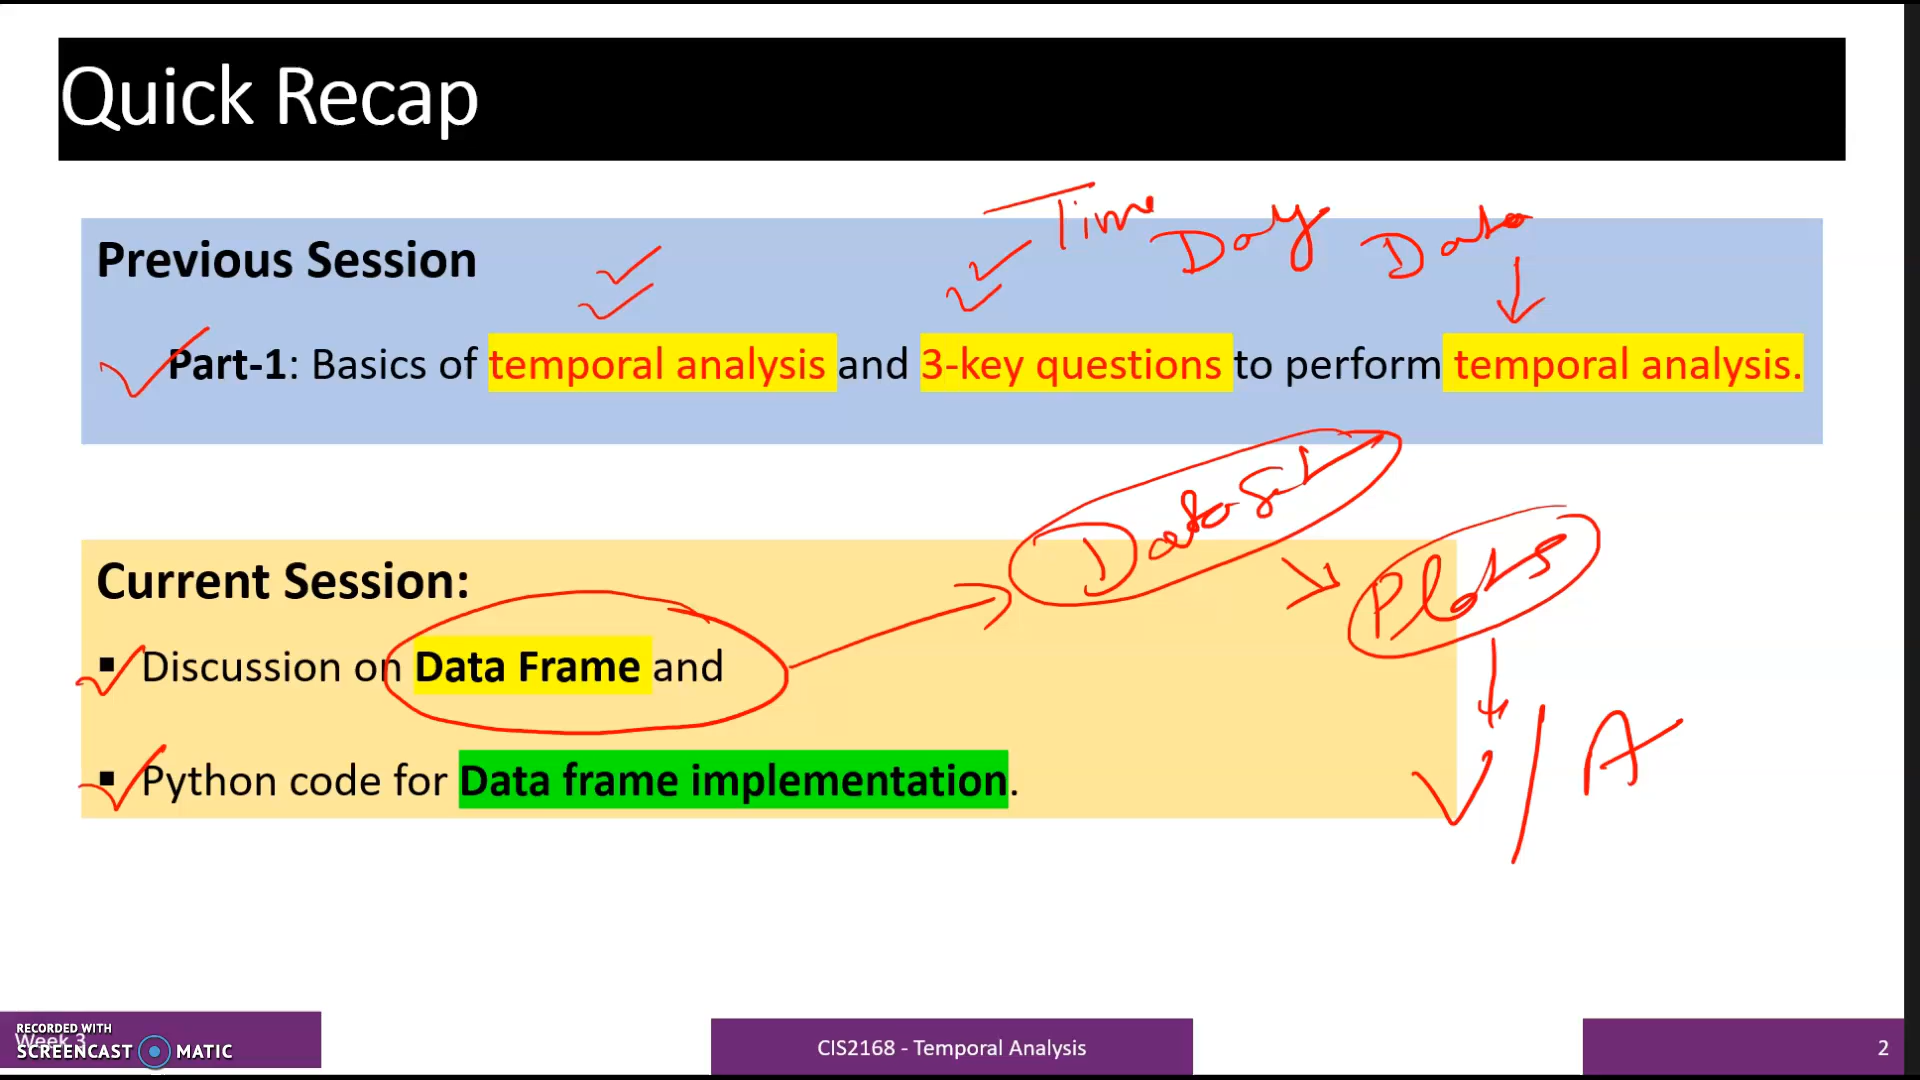 Quick Recap
Time Day Date
Previous Session
Part-1: Basics of temporal analysis and 3-key questions to perform temporal analysis.
Dataset
Plots
Current Session:
▪ Discussion on Data Frame and
A
▪ Python code for Data frame implementation.
RECORDED WITH
Week 3
SCREENCAST MATIC
CIS2168 - Temporal Analysis
2